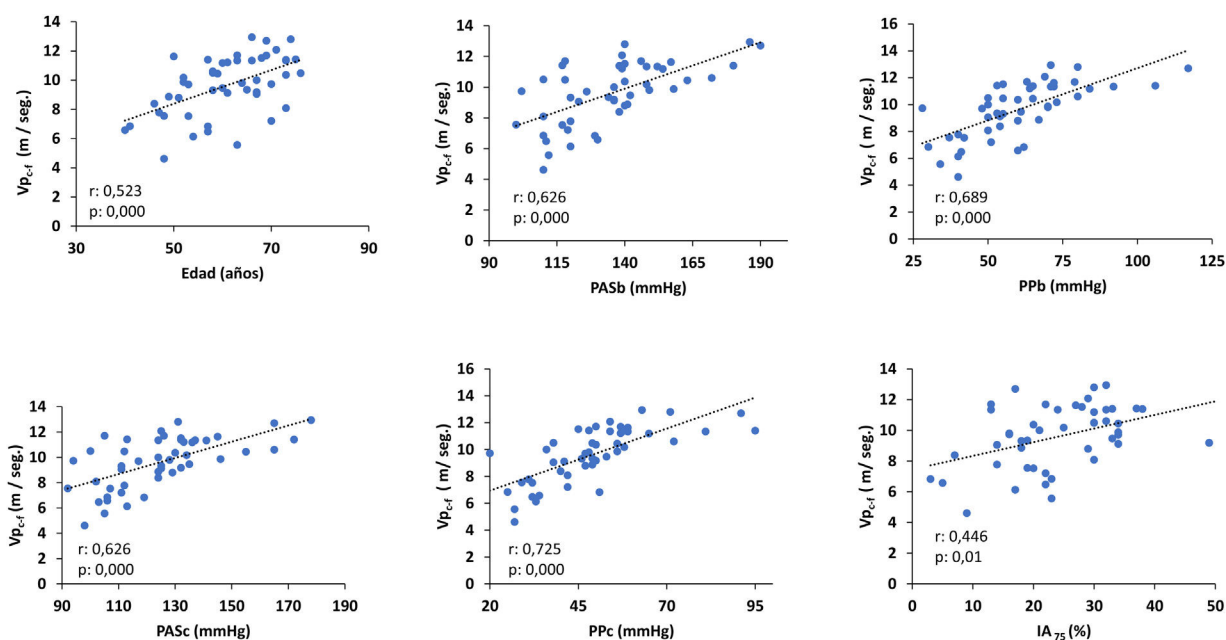 Vpc-f (m / seg.)
14
12
10
8
6
4
2
0
r: 0,523
p: 0,000
30 50 70 90
Edad (años)
Vpc-f (m / seg.)
14
12
10
8
6
4
2
0
r: 0,626
p: 0,000
90 115 140 165 190
PASb (mmHg)
Vpc-f ( m / seg.)
16
14
12
10
8
6
4
2
0
r: 0,689
p: 0,000
25 50 75 100 125
PPb (mmHg)
Vpc-f (m / seg.)
14
12
10
8
6
4
2
0
r: 0,626
p: 0,000
90 110 130 150 170 190
PASc (mmHg)
Vpc-f (m / seg.)
16
14
12
10
8
6
4
2
0
r: 0,725
p: 0,000
20 45 70 95
PPc (mmHg)
Vpc-f ( m/ seg.)
14
12
10
8
6
4
2
0
r: 0,446
p: 0,01
0 10 20 30 40 50
IA 75 (%)